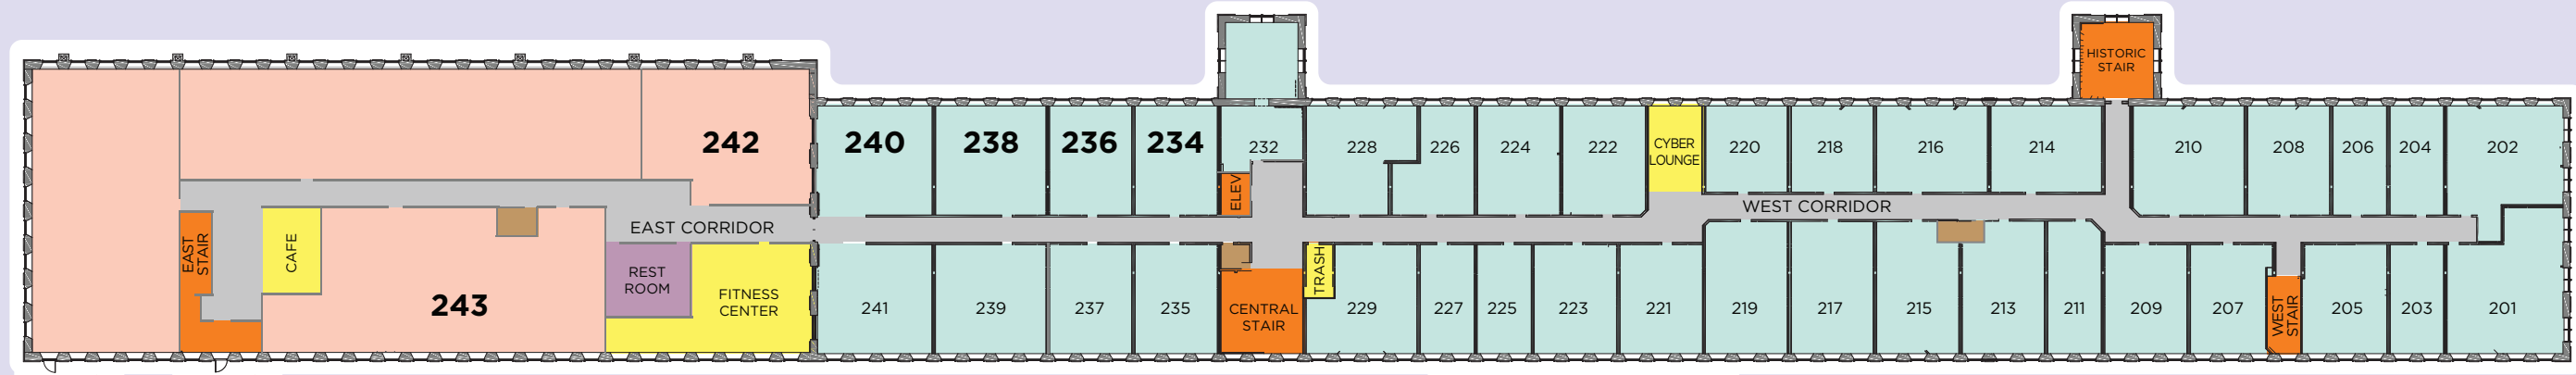 HISTORIC
STAIR
242
240
238
236
234
232
228
226
224
222
CYBER
LOUNGE
220
218
216
214
210
208
206
204
202
ELEV
WEST CORRIDOR
EAST CORRIDOR
EAST
STAIR
CAFE
243
REST
ROOM
FITNESS
CENTER
241
239
237
235
CENTRAL
STAIR
TRASH
229
227
225
223
221
219
217
215
213
211
209
207
WEST
STAIR
205
203
201